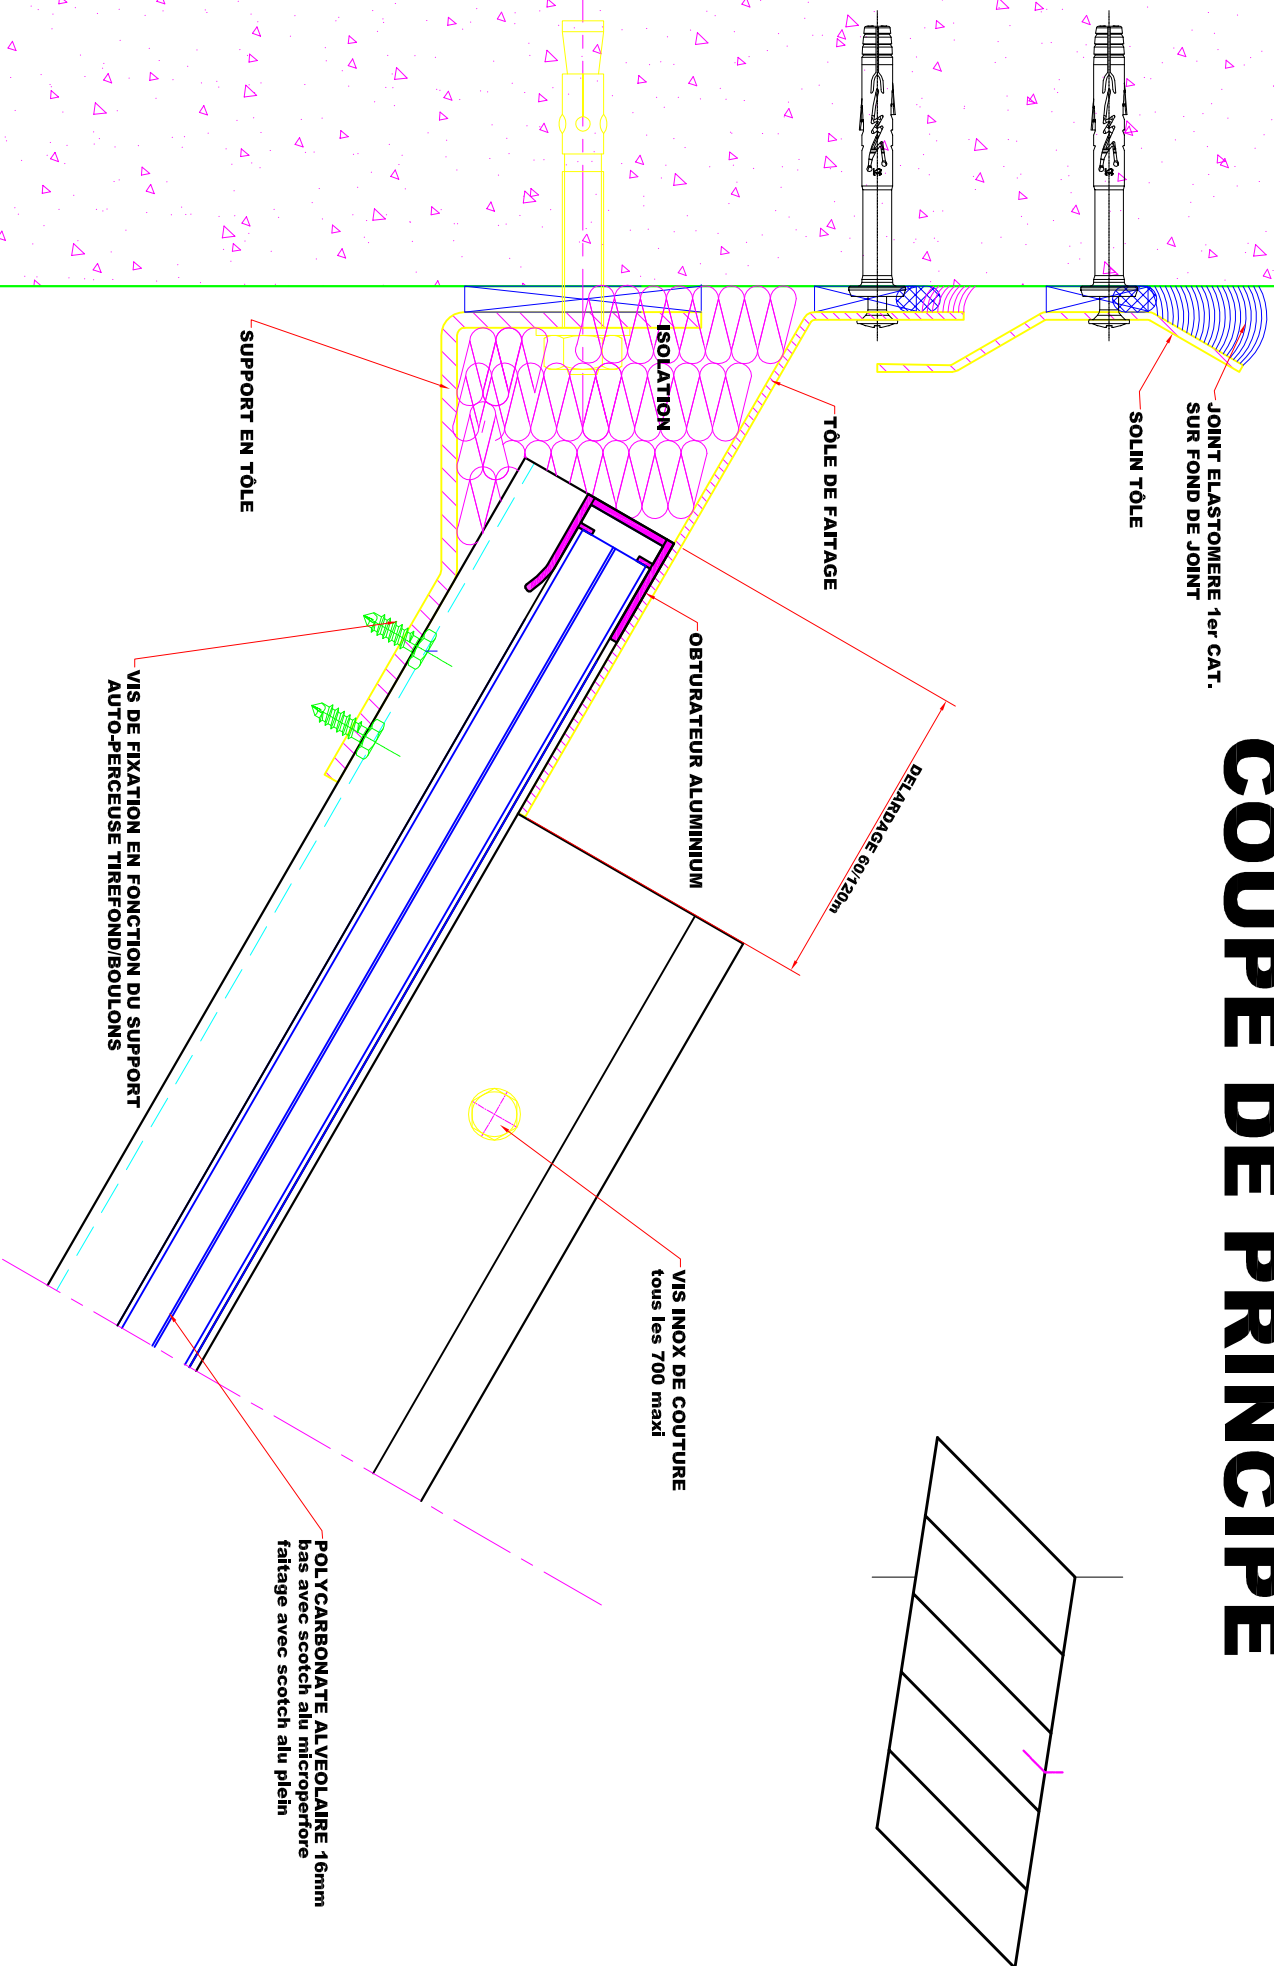 COUPE DE PRINCIPE
JOINT ELASTOMERE 1er CAT.
SUR FOND DE JOINT
SOLIN TÔLE
TÔLE DE FAITAGE
ISOLATION
SUPPORT EN TÔLE
OBTURATEUR ALUMINIUM
DELARDAGE 60/120m
VIS DE FIXATION EN FONCTION DU SUPPORT
AUTO-PERCEUSE TIREFOND/BOULONS
VIS INOX DE COUTURE
tous les 700 maxi
POLYCARBONATE ALVEOLAIRE 16mm
bas avec scotch alu microperfore
faitage avec scotch alu plein